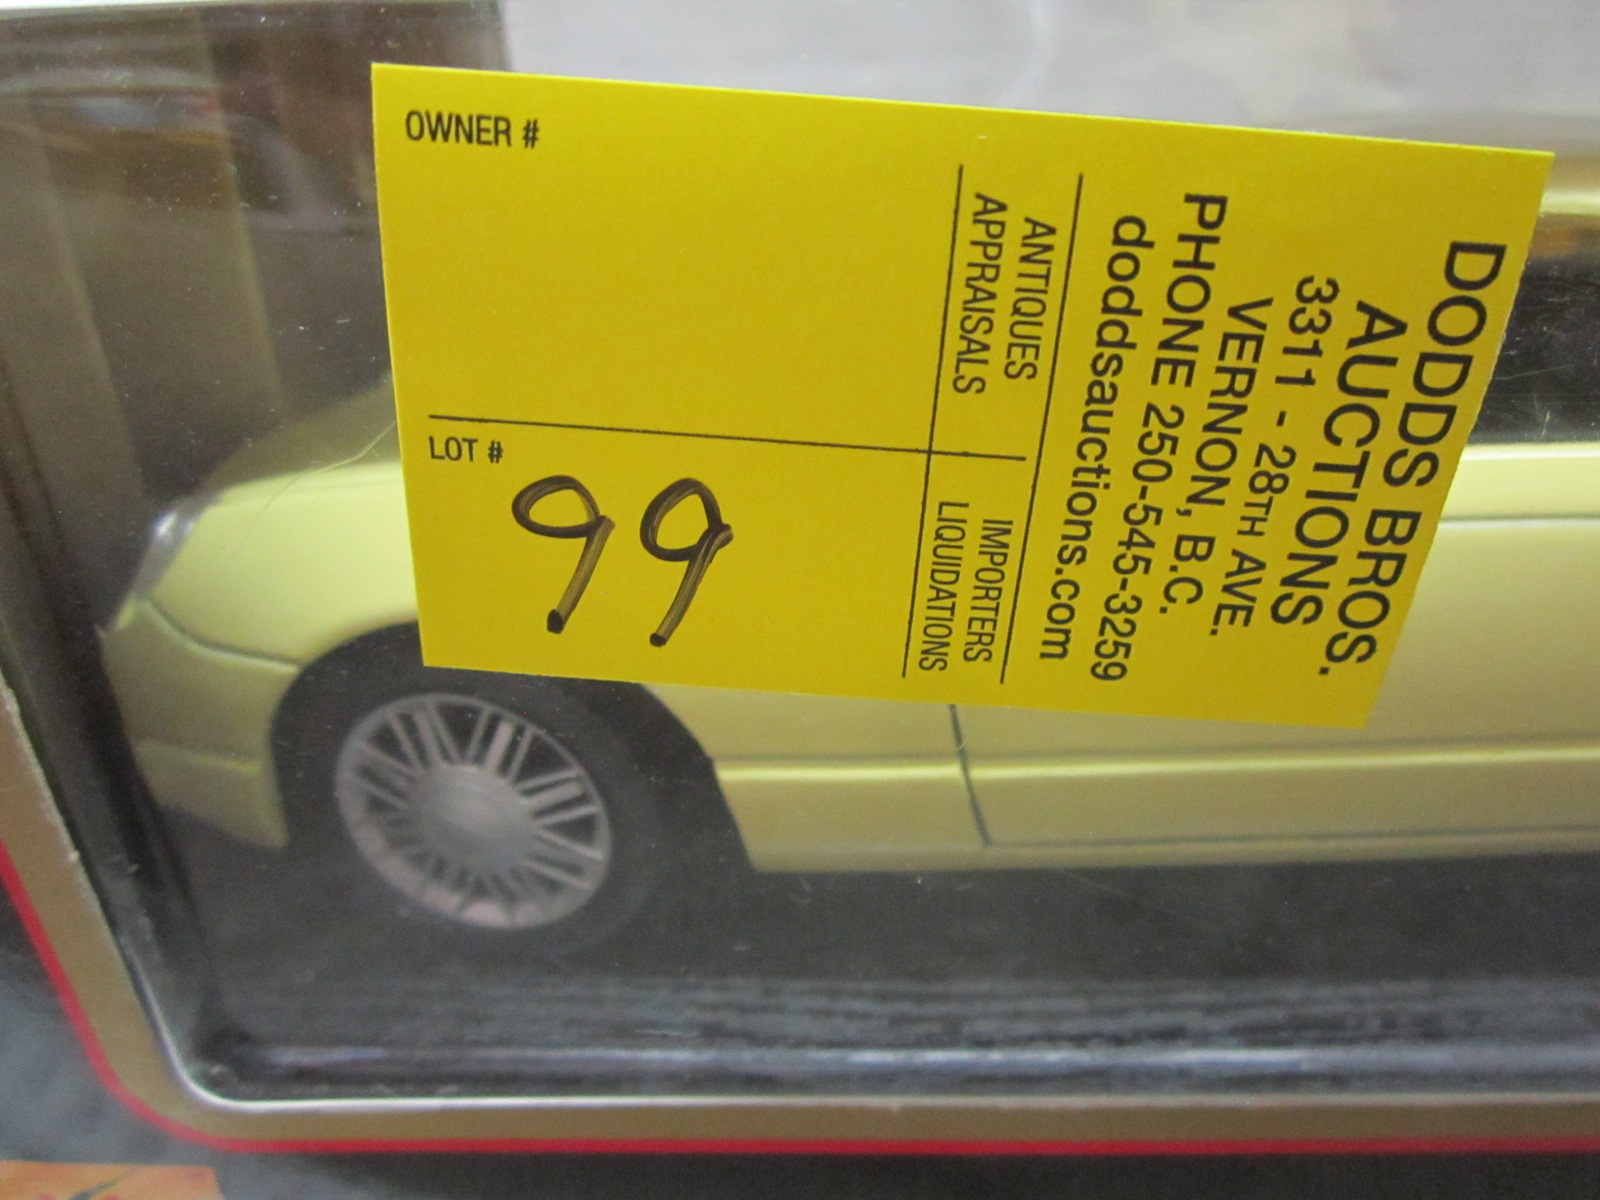 OWNER #
LOT #
99
DODDS BROS.
AUCTIONS
3311 - 28TH AVE.
VERNON, B.C.
PHONE 250-545-3259
doddsauctions.com
ANTIQUES
APPRAISALS
IMPORTERS
LIQUIDATIONS